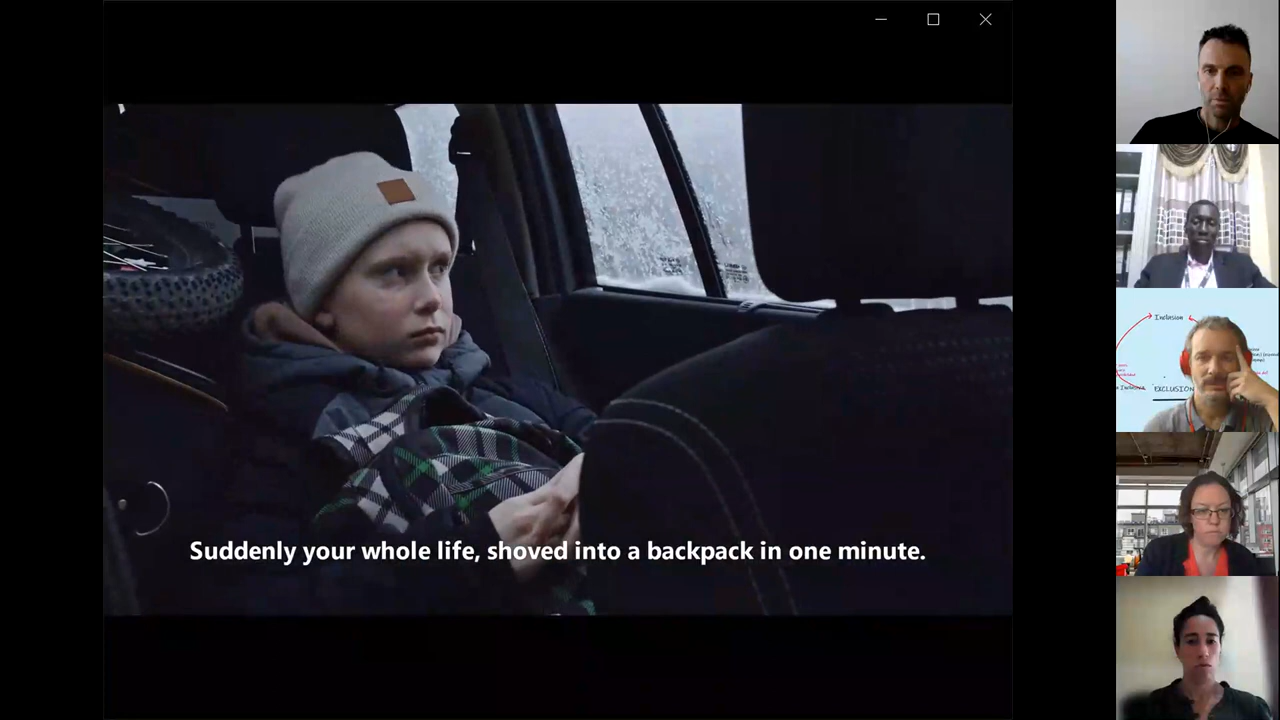 Suddenly your whole life, shoved into a backpack in one minute.
Inclusion
EXCLUSION